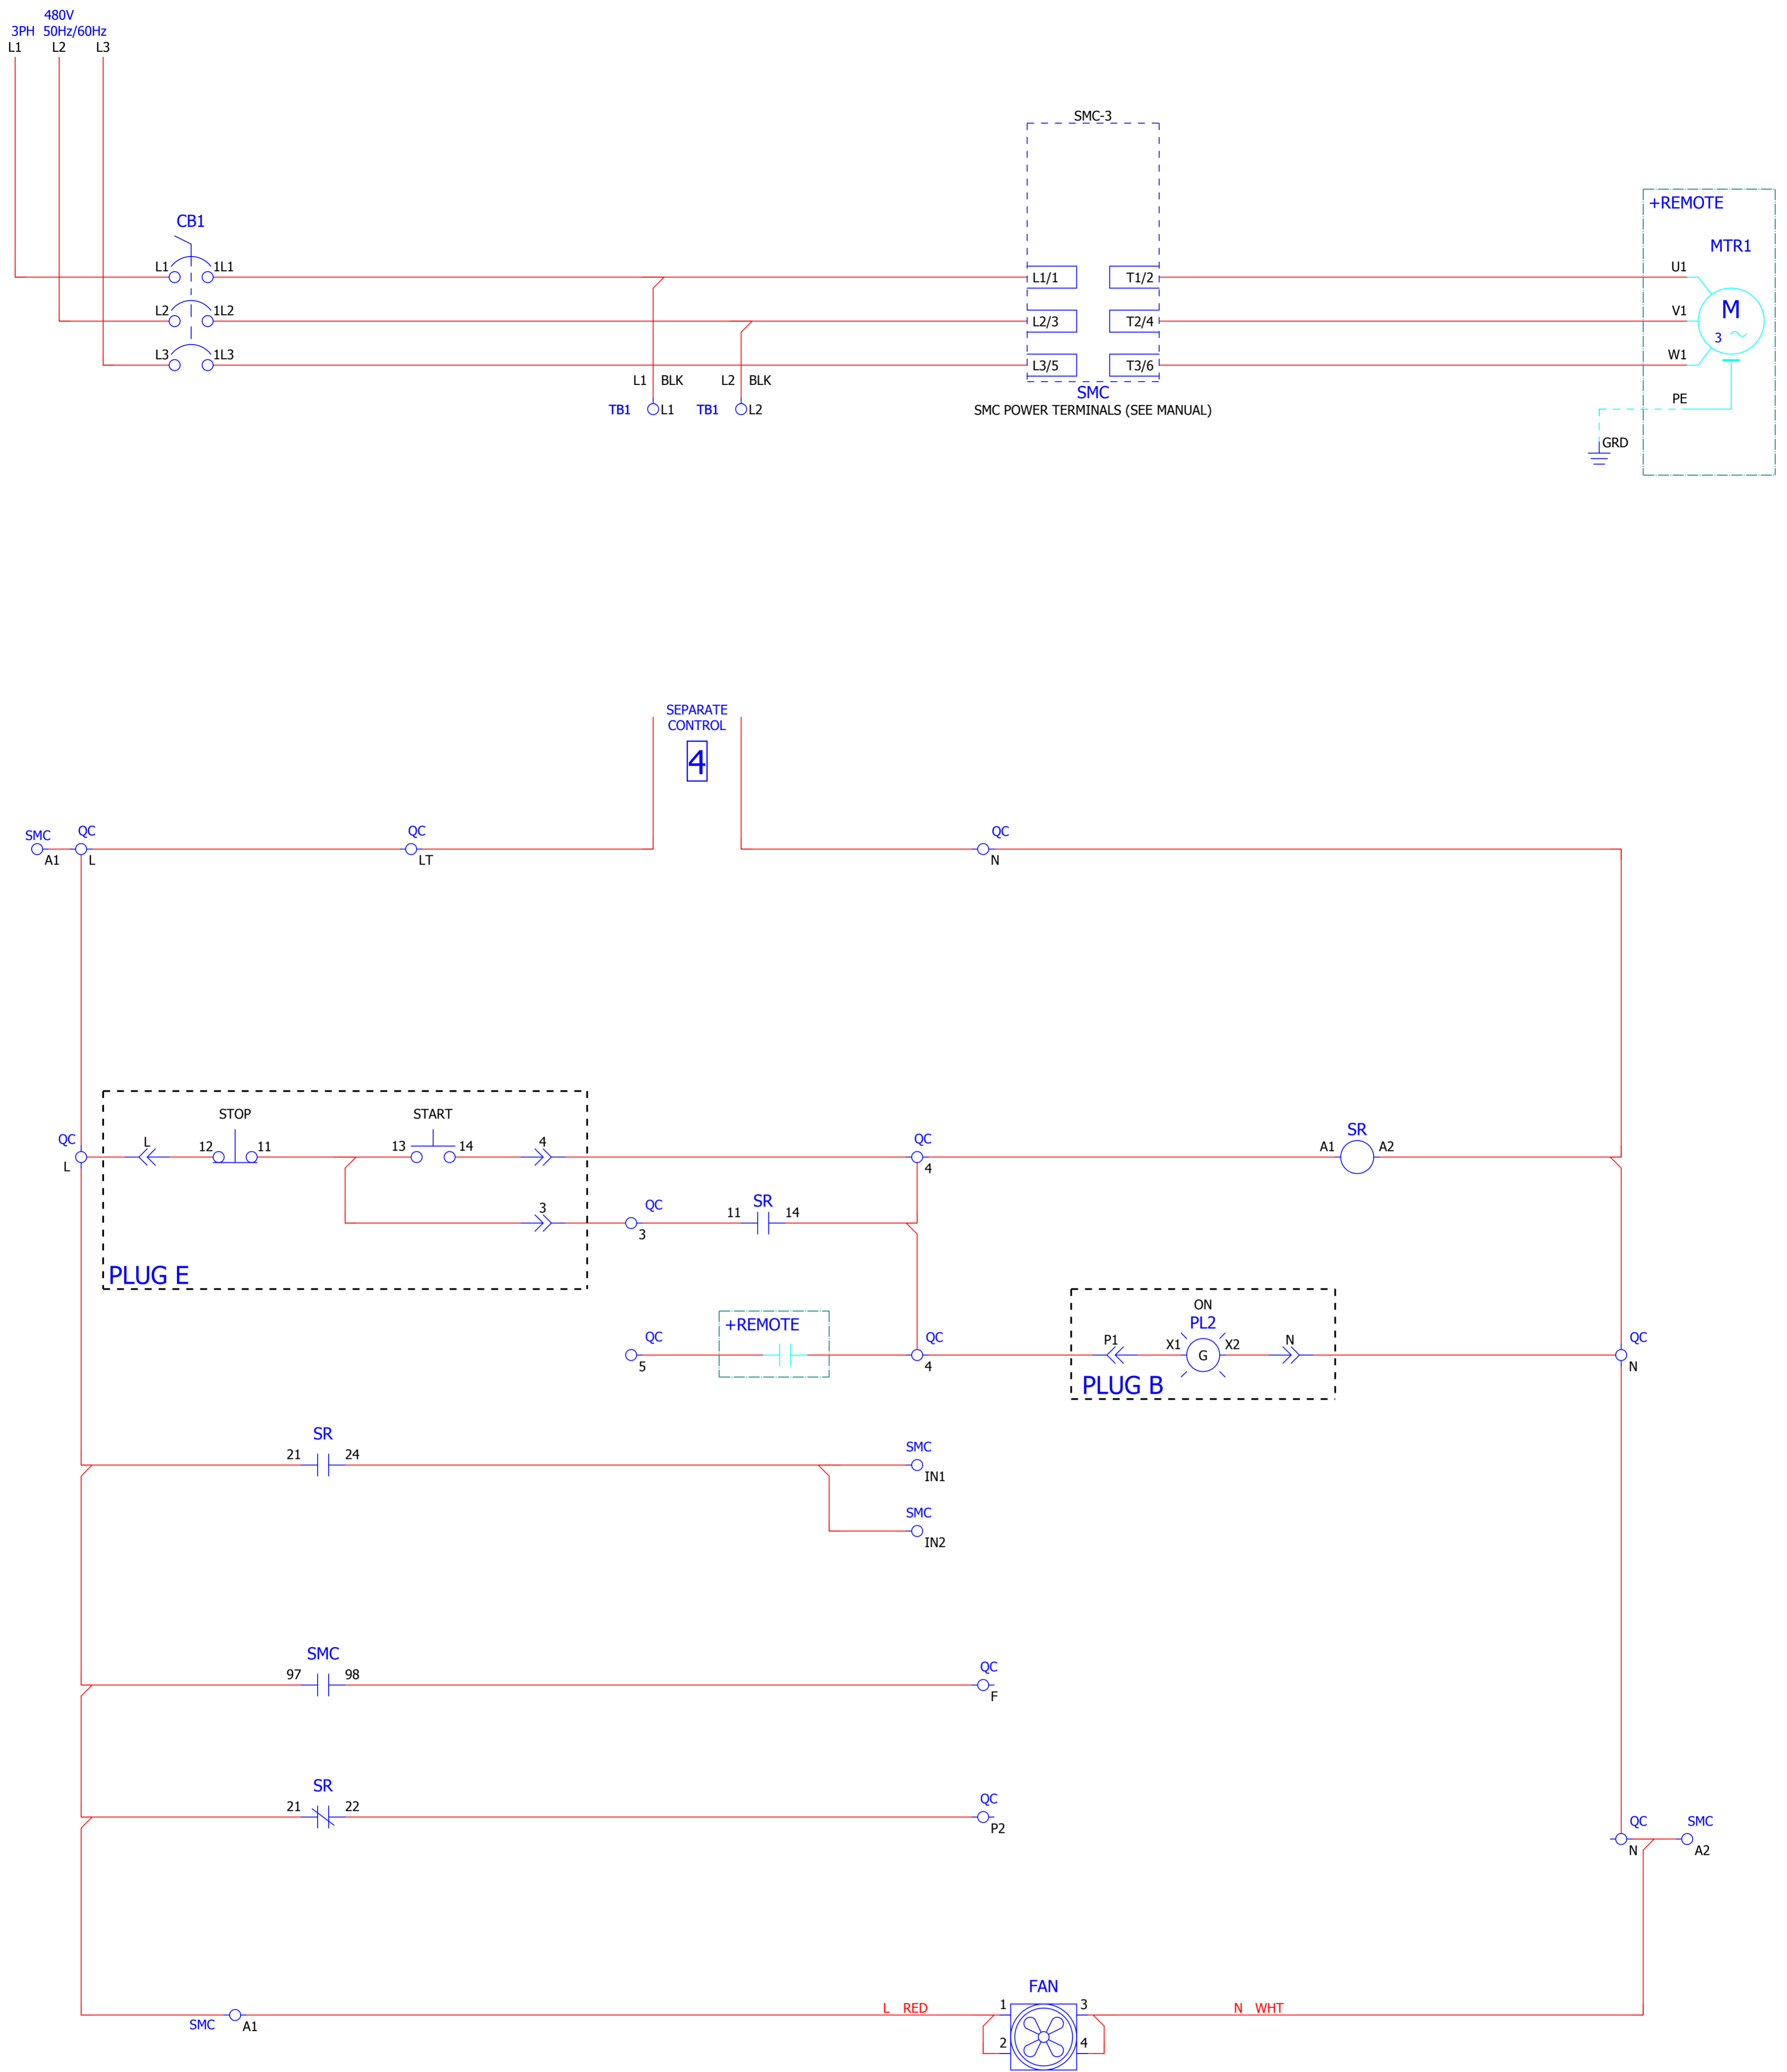 480V
3PH 50Hz/60Hz
L1 L2 L3
SMC-3
+REMOTE
CB1
MTR1
L1 1L1 L1/1 T1/2 U1
M
3
L2 1L2 L2/3 T2/4 V1
L3 1L3 L3/5 T3/6 W1
L1 BLK L2 BLK
SMC
TB1 L1 TB1 L2
SMC POWER TERMINALS (SEE MANUAL)
PE
GRD
SEPARATE
CONTROL
4
SMC QC QC QC
A1 L LT N
STOP START
QC L 12 11 13 14 4 QC A1 SR A2
L 4
3 QC 11 SR 14
3
PLUG E
ON
+REMOTE
PL2
QC QC P1 X1 G X2 N QC
5 4 N
PLUG B
SR
21 24 SMC
IN1
SMC
IN2
SMC
97 98 QC
F
SR
21 22 QC
P2
QC SMC
N A2
FAN
L RED 1 3 N WHT
SMC A1
2 4